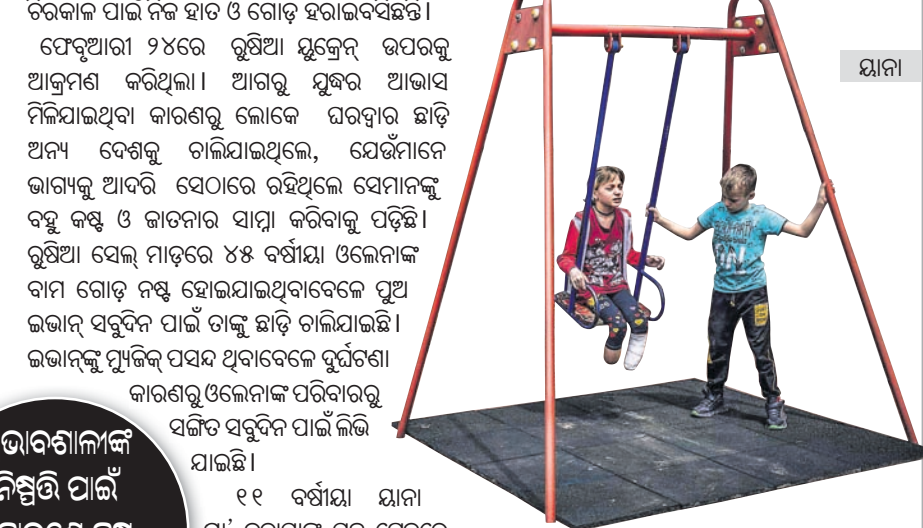 ଚିରକାଳ ପାଇଁ ନିଜ ହାତ ଓ ଗୋଡ଼ ହରାଇବସିଛନ୍ତି।
ଫେବୃଆରୀ ୨୪ରେ ରୁଷିଆ ୟୁକ୍ରେନ୍ ଉପରକୁ
ଆକ୍ରମଣ କରିଥିଲା। ଆଗରୁ ଯୁଦ୍ଧର ଆଭାସ
ମିଳିଯାଇଥିବା କାରଣରୁ ଲୋକେ ଘରଦ୍ୱାର ଛାଡ଼ି
ଅନ୍ୟ ଦେଶକୁ ଚାଲିଯାଇଥିଲେ, ଯେଉଁମାନେ
ଭାଗ୍ୟକୁ ଆଦରି ସେଠାରେ ରହିଥିଲେ ସେମାନଙ୍କୁ
ବହୁ କଷ୍ଟ ଓ ଜାତନାର ସାମ୍ନା କରିବାକୁ ପଡ଼ିଛି।
ରୁଷିଆ ସେଲ୍ ମାଡ଼ରେ ୪୫ ବର୍ଷୀୟା ଓଲେନାଙ୍କ
ବାମ ଗୋଡ଼ ନଷ୍ଟ ହୋଇଯାଇଥିବାବେଳେ ପୁଅ
ଇଭାନ୍ ସବୁଦିନ ପାଇଁ ତାଙ୍କୁ ଛାଡ଼ି ଚାଲିଯାଇଛି।
ଇଭାନ୍‌ଙ୍କୁ ମ୍ୟୁଜିକ୍ ପସନ୍ଦ ଥିବାବେଳେ ଦୁର୍ଘଟଣା
କାରଣରୁ ଓଲେନାଙ୍କ ପରିବାରରୁ
ସଙ୍ଗିତ ସବୁଦିନ ପାଇଁ ଲିଭି
ଯାଇଛି।
୧୧ ବର୍ଷୀୟା ୟାନା
ଭାବଶାଳୀଙ୍କ
ନିଷ୍ପତ୍ତି ପାଇଁ
ୟାନା